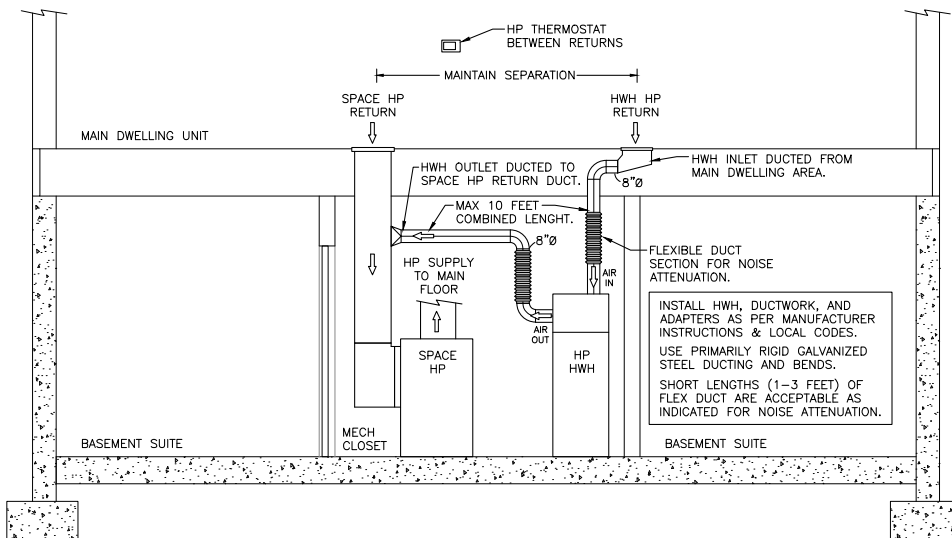 HP THERMOSTAT
BETWEEN RETURNS
MAINTAIN SEPARATION
SPACE HP
RETURN
HWH HP
RETURN
MAIN DWELLING UNIT
HWH OUTLET DUCTED TO
SPACE HP RETURN DUCT.
8"Ø
HWH INLET DUCTED FROM
MAIN DWELLING AREA.
MAX 10 FEET
COMBINED LENGHT.
8"Ø
FLEXIBLE DUCT
SECTION FOR NOISE
ATTENUATION.
HP SUPPLY
TO MAIN
FLOOR
AIR
IN
AIR
OUT
SPACE
HP
HP
HWH
INSTALL HWH, DUCTWORK, AND
ADAPTERS AS PER MANUFACTURER
INSTRUCTIONS & LOCAL CODES.
USE PRIMARILY RIGID GALVANIZED
STEEL DUCTING AND BENDS.
SHORT LENGTHS (1-3 FEET) OF
FLEX DUCT ARE ACCEPTABLE AS
INDICATED FOR NOISE ATTENUATION.
BASEMENT SUITE
MECH
CLOSET
BASEMENT SUITE